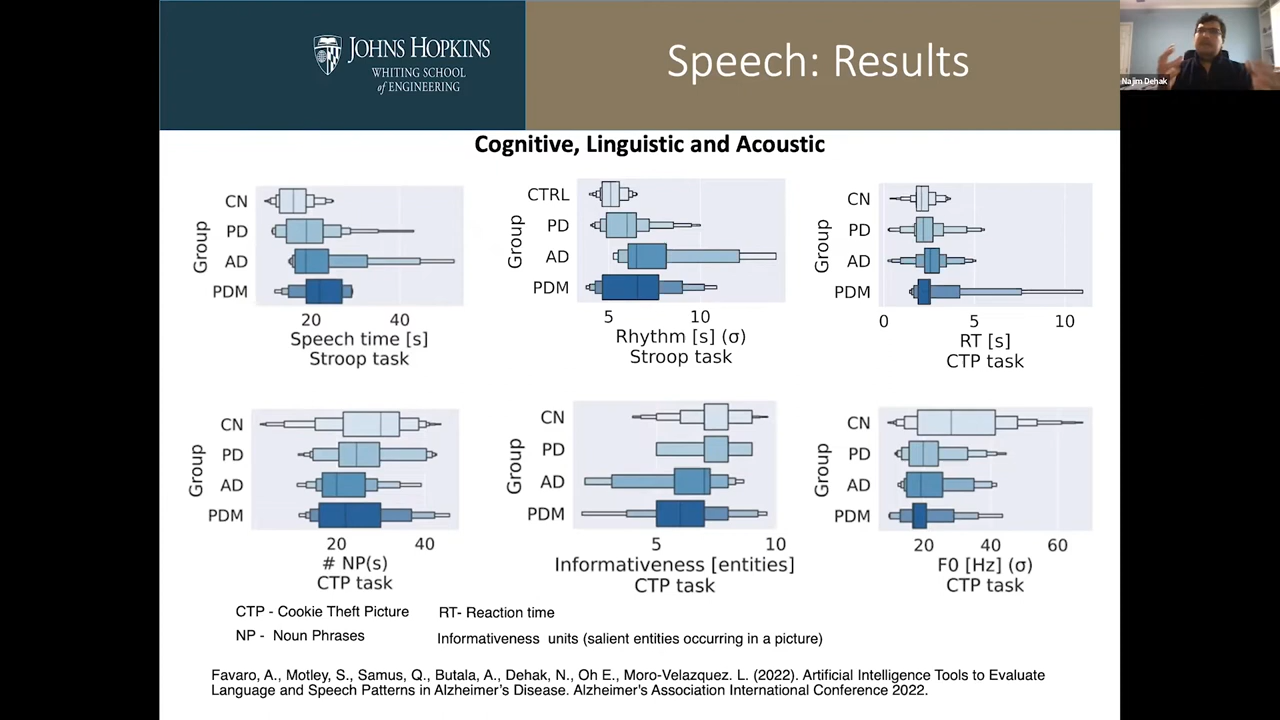 JOHNS HOPKINS
WHITING SCHOOL
of ENGINEERING
Speech: Results
Najim Dehak
Cognitive, Linguistic and Acoustic
Group
CN
PD
AD
PDM
20 40
Speech time [s]
Stroop task
Group
CTRL
PD
AD
PDM
5 10
Rhythm [s] (σ)
Stroop task
Group
CN
PD
AD
PDM
0 5 10
RT [s]
CTP task
Group
CN
PD
AD
PDM
20 40
# NP(s)
CTP task
Group
CN
PD
AD
PDM
5 10
Informativeness [entities]
CTP task
Group
CN
PD
AD
PDM
20 40 60
F0 [Hz] (σ)
CTP task
CTP - Cookie Theft Picture RT- Reaction time
NP - Noun Phrases Informativeness units (salient entities occurring in a picture)
Favaro, A., Motley, S., Samus, Q., Butala, A., Dehak, N., Oh E., Moro-Velazquez. L. (2022). Artificial Intelligence Tools to Evaluate
Language and Speech Patterns in Alzheimer's Disease. Alzheimer's Association International Conference 2022.